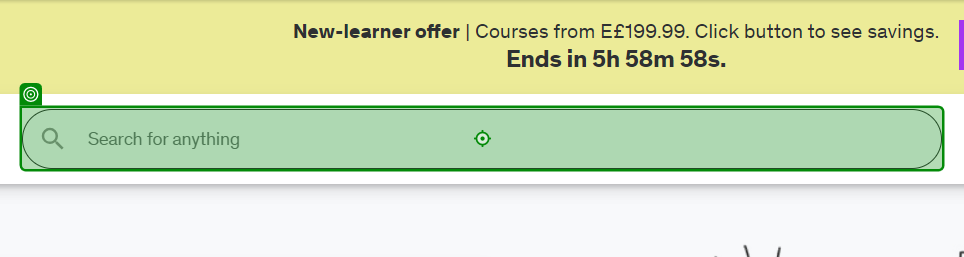 New-learner offer | Courses from E£199.99. Click button to see savings.
Ends in 5h 58m 58s.
Search for anything